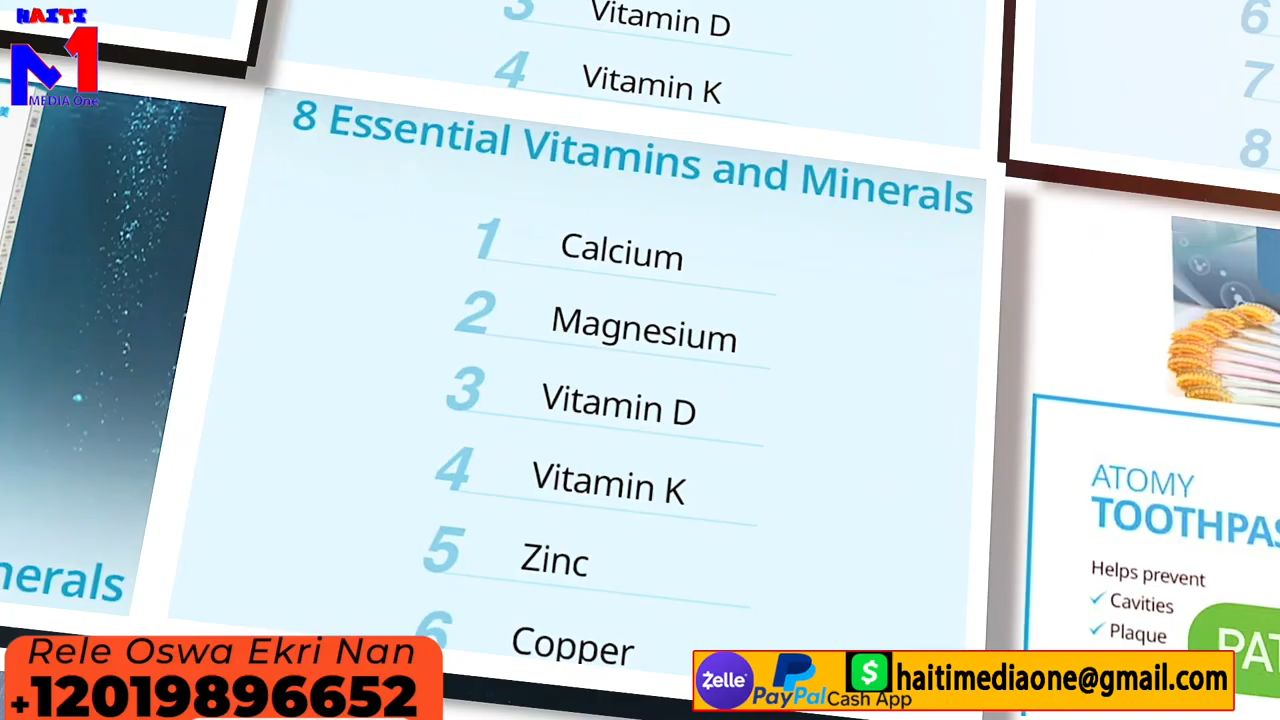 HAITI
M1
MEDIA One
3 Vitamin D
4 Vitamin K
6
7
8
8 Essential Vitamins and Minerals
1 Calcium
2 Magnesium
3 Vitamin D
4 Vitamin K
5 Zinc
6 Copper
nerals
ATOMY
TOOTHPAS
Helps prevent
✓ Cavities
✓ Plaque
PAT
Rele Oswa Ekri Nan
+12019896652
Zelle
PayPal
$
Cash App
haitimediaone@gmail.com